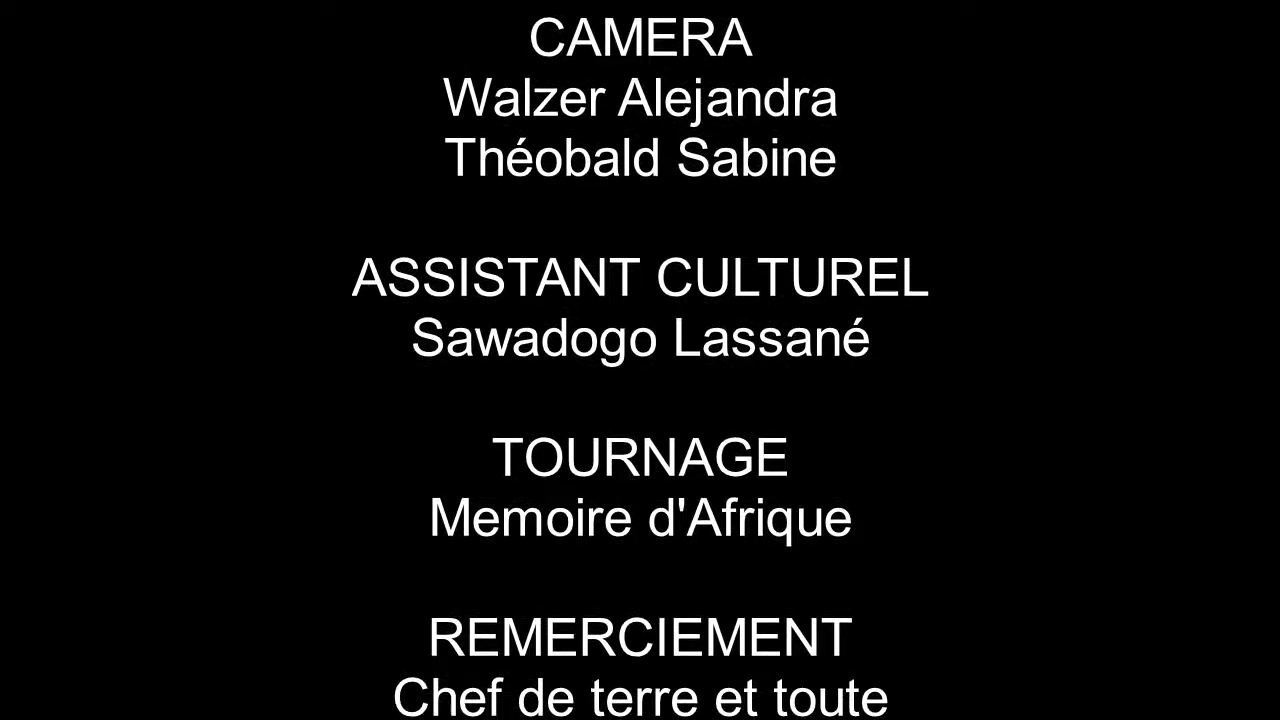 CAMERA
Walzer Alejandra
Théobald Sabine
ASSISTANT CULTUREL
Sawadogo Lassané
TOURNAGE
Memoire d'Afrique
REMERCIEMENT
Chef de terre et toute